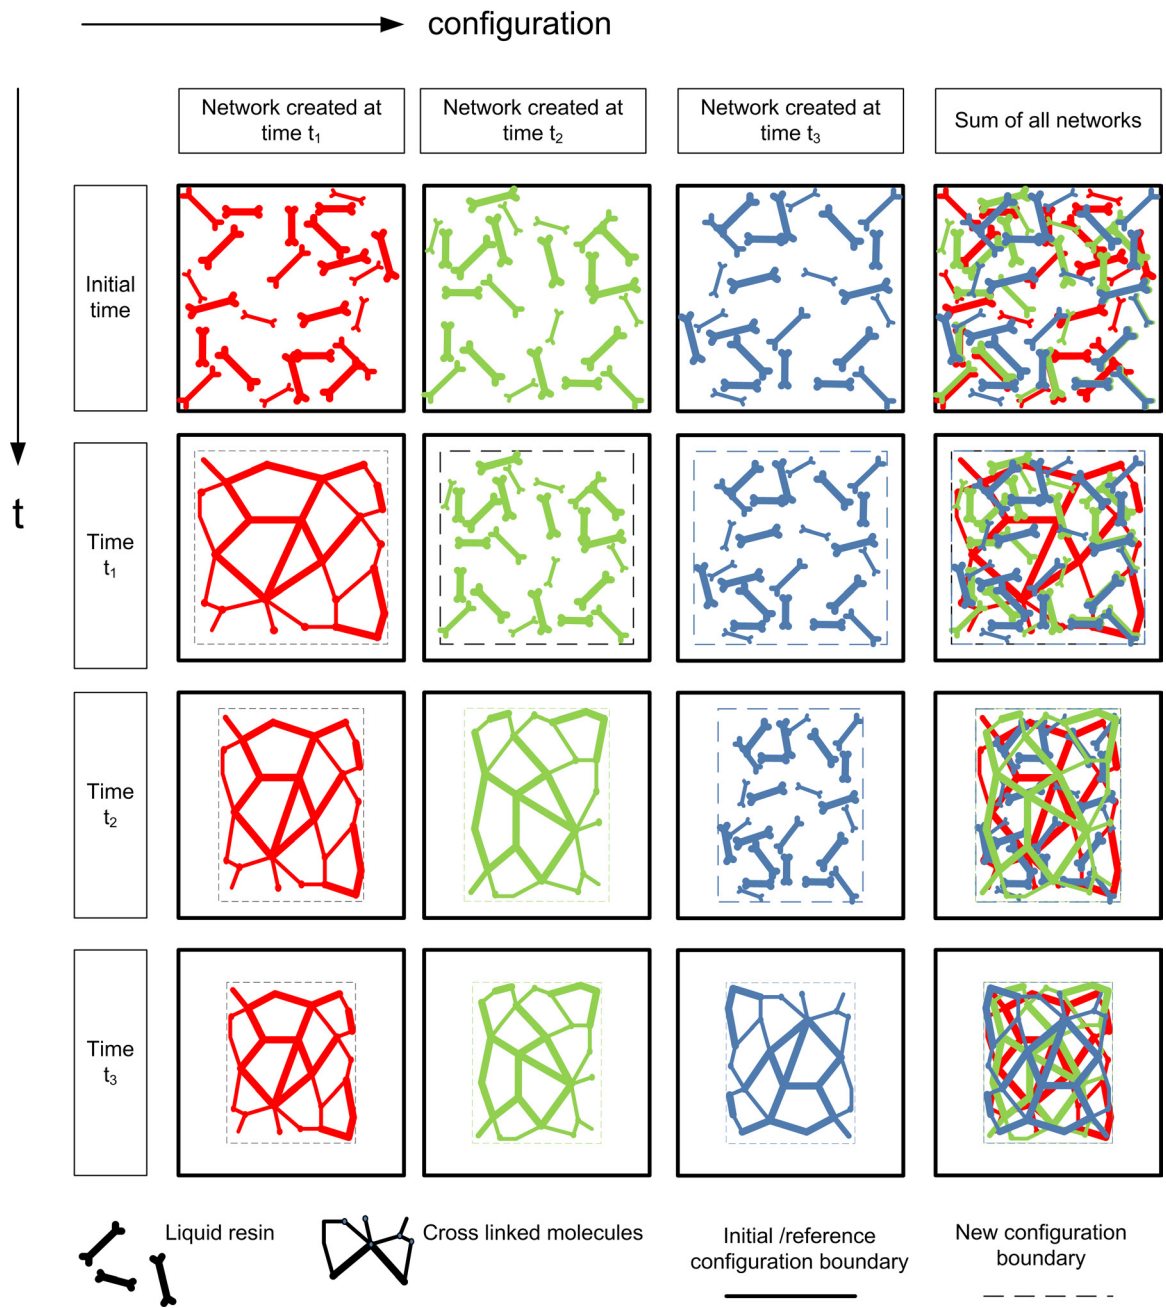 configuration
t
Network created at
time t1
Network created at
time t2
Network created at
time t3
Sum of all networks
Initial
time
Time
t1
Time
t2
Time
t3
Liquid resin
Cross linked molecules
Initial /reference
configuration boundary
New configuration
boundary